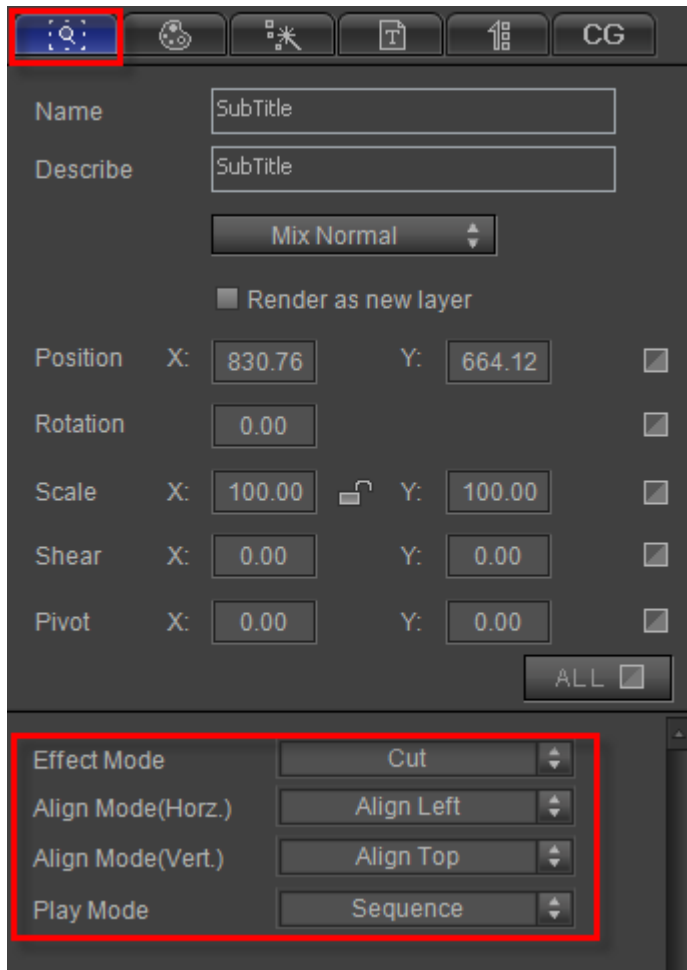 CG
Name SubTitle
Describe SubTitle
Mix Normal
Render as new layer
Position X: 830.76 Y: 664.12
Rotation 0.00
Scale X: 100.00 Y: 100.00
Shear X: 0.00 Y: 0.00
Pivot X: 0.00 Y: 0.00
ALL
Effect Mode Cut
Align Mode(Horz.) Align Left
Align Mode(Vert.) Align Top
Play Mode Sequence